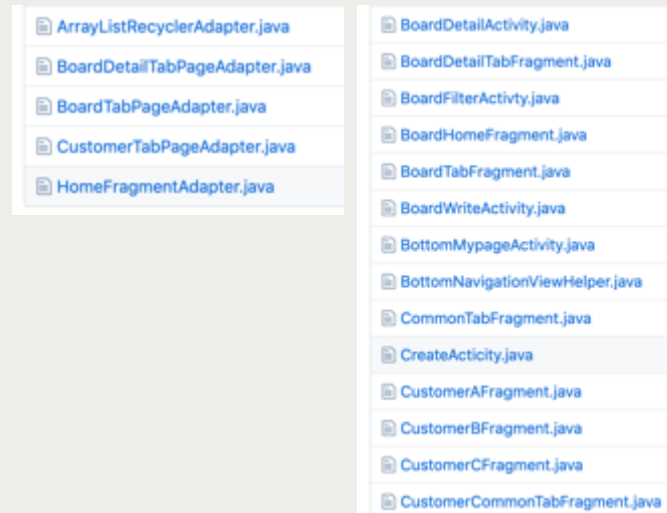 ArrayListRecyclerAdapter.java
BoardDetailTabPageAdapter.java
BoardTabPageAdapter.java
CustomerTabPageAdapter.java
HomeFragmentAdapter.java
BoardDetailActivity.java
BoardDetailTabFragment.java
BoardFilterActivty.java
BoardHomeFragment.java
BoardTabFragment.java
BoardWriteActivity.java
BottomMypageActivity.java
BottomNavigationViewHelper.java
CommonTabFragment.java
CreateActicity.java
CustomerAFragment.java
CustomerBFragment.java
CustomerCFragment.java
CustomerCommonTabFragment.java